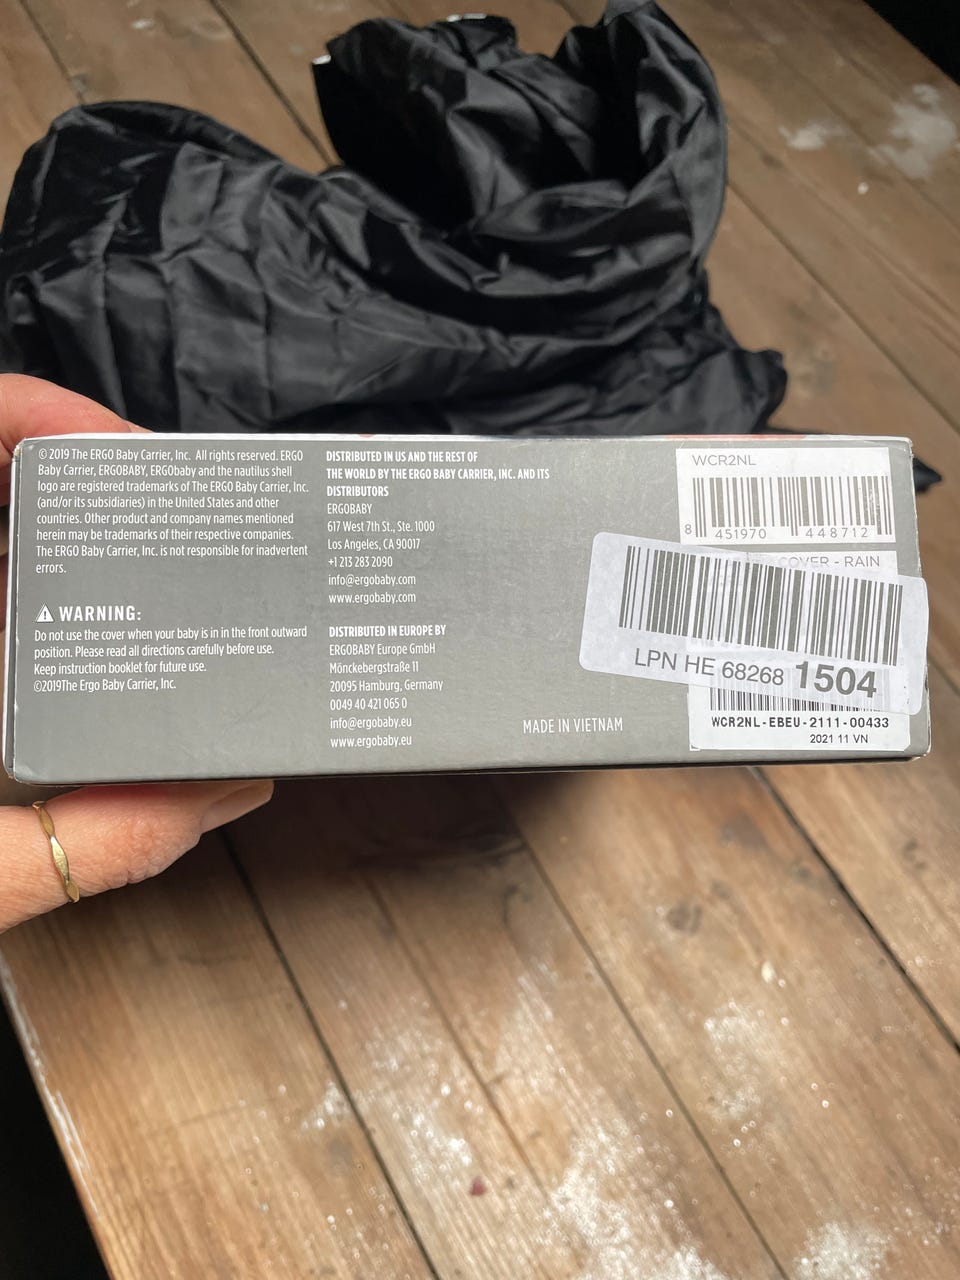 © 2019 The ERGO Baby Carrier, Inc. All rights reserved. ERGO
Baby Carrier, ERGOBABY, ERGObaby and the nautilus shell
logo are registered trademarks of The ERGO Baby Carrier, Inc.
(and/or its subsidiaries) in the United States and other
countries. Other product and company names mentioned
herein may be trademarks of their respective companies.
The ERGO Baby Carrier, Inc. is not responsible for inadvertent
errors.
WARNING:
Do not use the cover when your baby is in in the front outward
position. Please read all directions carefully before use.
Keep instruction booklet for future use.
©2019The Ergo Baby Carrier, Inc.
DISTRIBUTED IN US AND THE REST OF
THE WORLD BY THE ERGO BABY CARRIER, INC. AND ITS
DISTRIBUTORS
ERGOBABY
617 West 7th St., Ste. 1000
Los Angeles, CA 90017
+1 213 283 2090
info@ergobaby.com
www.ergobaby.com
DISTRIBUTED IN EUROPE BY
ERGOBABY Europe GmbH
Mönckebergstraße 11
20095 Hamburg, Germany
0049 40 421 065 0
info@ergobaby.eu
www.ergobaby.eu
MADE IN VIETNAM
WCR2NL
8 451970 448712
COVER - RAIN
LPN HE 68268 1504
WCR2NL-EBEU-2111-00433
2021 11 VN